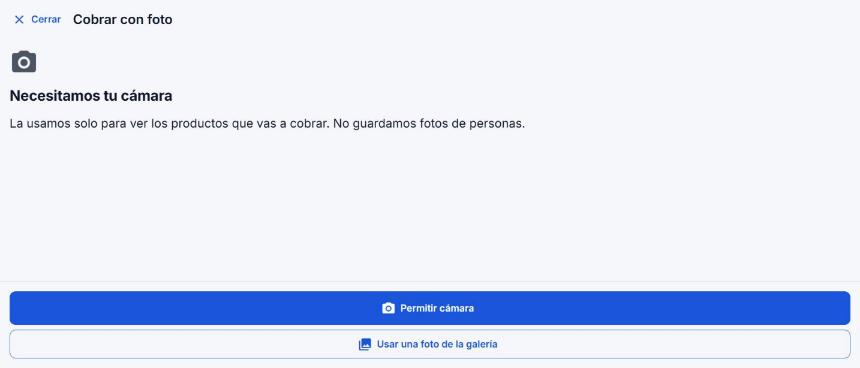 Cerrar Cobrar con foto
Necesitamos tu cámara
La usamos solo para ver los productos que vas a cobrar. No guardamos fotos de personas.
Permitir cámara
Usar una foto de la galería